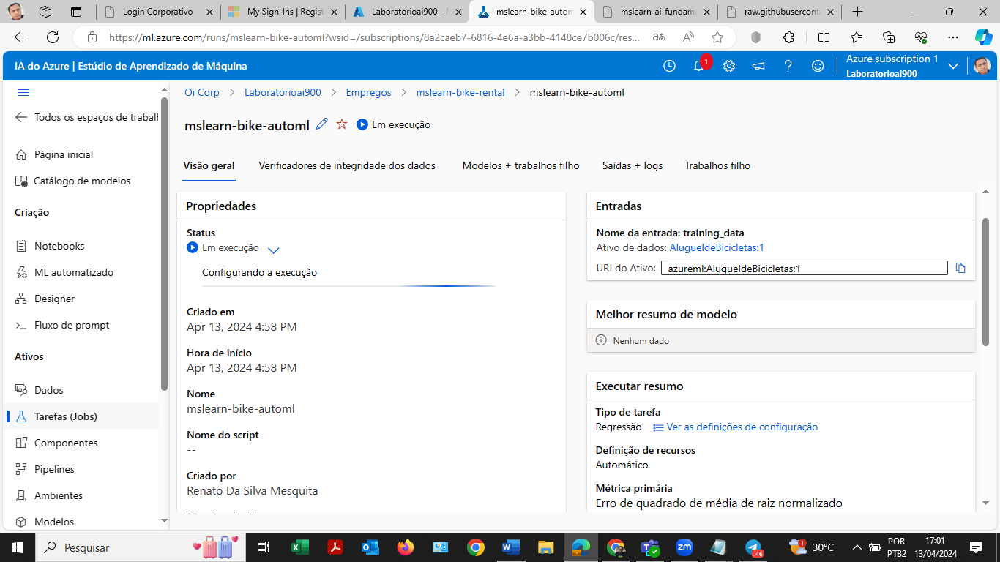 Login Corporativo
My Sign-Ins | Regist
Laboratorioai900 - M
mslearn-bike-autom
mslearn-ai-fundame
raw.githubuserconte
https://ml.azure.com/runs/mslearn-bike-automl?wsid=/subscriptions/8a2caeb7-6816-4e6a-a3bb-4148ce7b006c/res...
IA do Azure | Estúdio de Aprendizado de Máquina
1
Azure subscription 1
Laboratorioai900
Todos os espaços de trabalh
Página inicial
Catálogo de modelos
Criação
Notebooks
ML automatizado
Designer
Fluxo de prompt
Ativos
Dados
Tarefas (Jobs)
Componentes
Pipelines
Ambientes
Modelos
Oi Corp > Laboratorioai900 > Empregos > mslearn-bike-rental > mslearn-bike-automl
mslearn-bike-automl Em execução
Visão geral Verificadores de integridade dos dados Modelos + trabalhos filho Saídas + logs Trabalhos filho
Propriedades
Status
Em execução
Configurando a execução
Criado em
Apr 13, 2024 4:58 PM
Hora de início
Apr 13, 2024 4:58 PM
Nome
mslearn-bike-automl
Nome do script
--
Criado por
Renato Da Silva Mesquita
Entradas
Nome da entrada: training_data
Ativo de dados: AlugueldeBicicletas:1
URI do Ativo: azureml:AlugueldeBicicletas:1
Melhor resumo de modelo
Nenhum dado
Executar resumo
Tipo de tarefa
Regressão Ver as definições de configuração
Definição de recursos
Automático
Métrica primária
Erro de quadrado de média de raiz normalizado
Pesquisar
zm
.46
1
30°C
POR
PTB2
17:01
13/04/2024